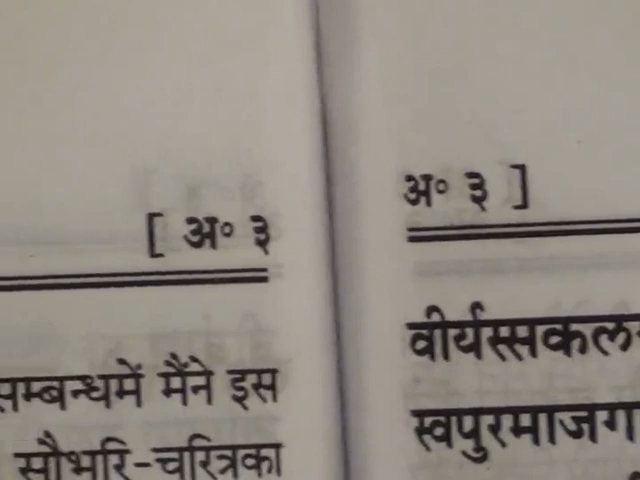 [ अ॰ ३
सम्बन्धमें मैंने इस
सौभरि-चरित्रका
अ॰ ३ ]
वीर्यस्सकल
स्वपुरमाजग